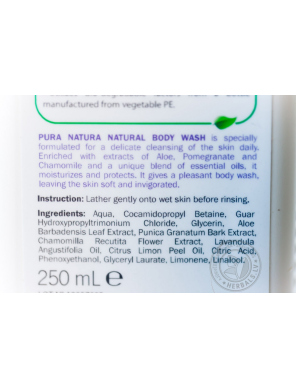 manufactured from vegetable PE.
PURA NATURA NATURAL BODY WASH is specially
formulated for a delicate cleansing of the skin daily.
Enriched with extracts of Aloe, Pomegranate and
Chamomile and a unique blend of essential oils, it
moisturizes and protects. It gives a pleasant body wash,
leaving the skin soft and invigorated.
Instruction: Lather gently onto wet skin before rinsing.
Ingredients: Aqua, Cocamidopropyl Betaine, Guar
Hydroxypropyltrimonium Chloride, Glycerin, Aloe
Barbadensis Leaf Extract, Punica Granatum Bark Extract,
Chamomilla Recutita Flower Extract, Lavandula
Angustifolia Oil, Citrus Limon Peel Oil, Citric Acid,
Phenoxyethanol, Glyceryl Laurate, Limonene, Linalool.
250 mL e
HERBALS.LV